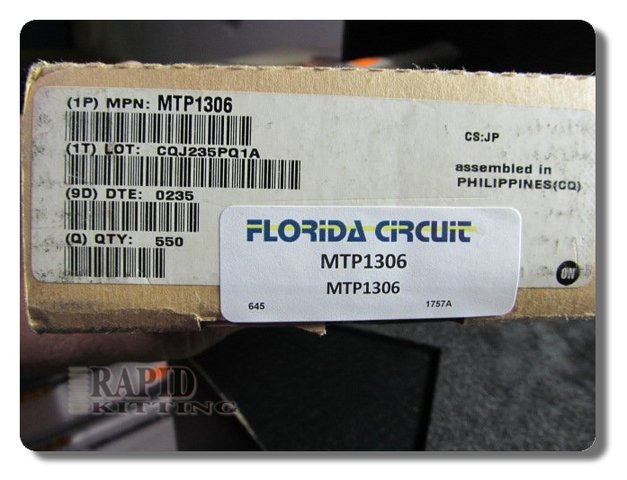 (1P) MPN: MTP1306
(1T) LOT: CQJ235PQ1A
(9D) DTE: 0235
(Q) QTY: 550
CS:JP
assembled in
PHILIPPINES(CQ)
ON
FLORIDA CIRCUIT
MTP1306
MTP1306
645 1757A
RAPID
KITTING